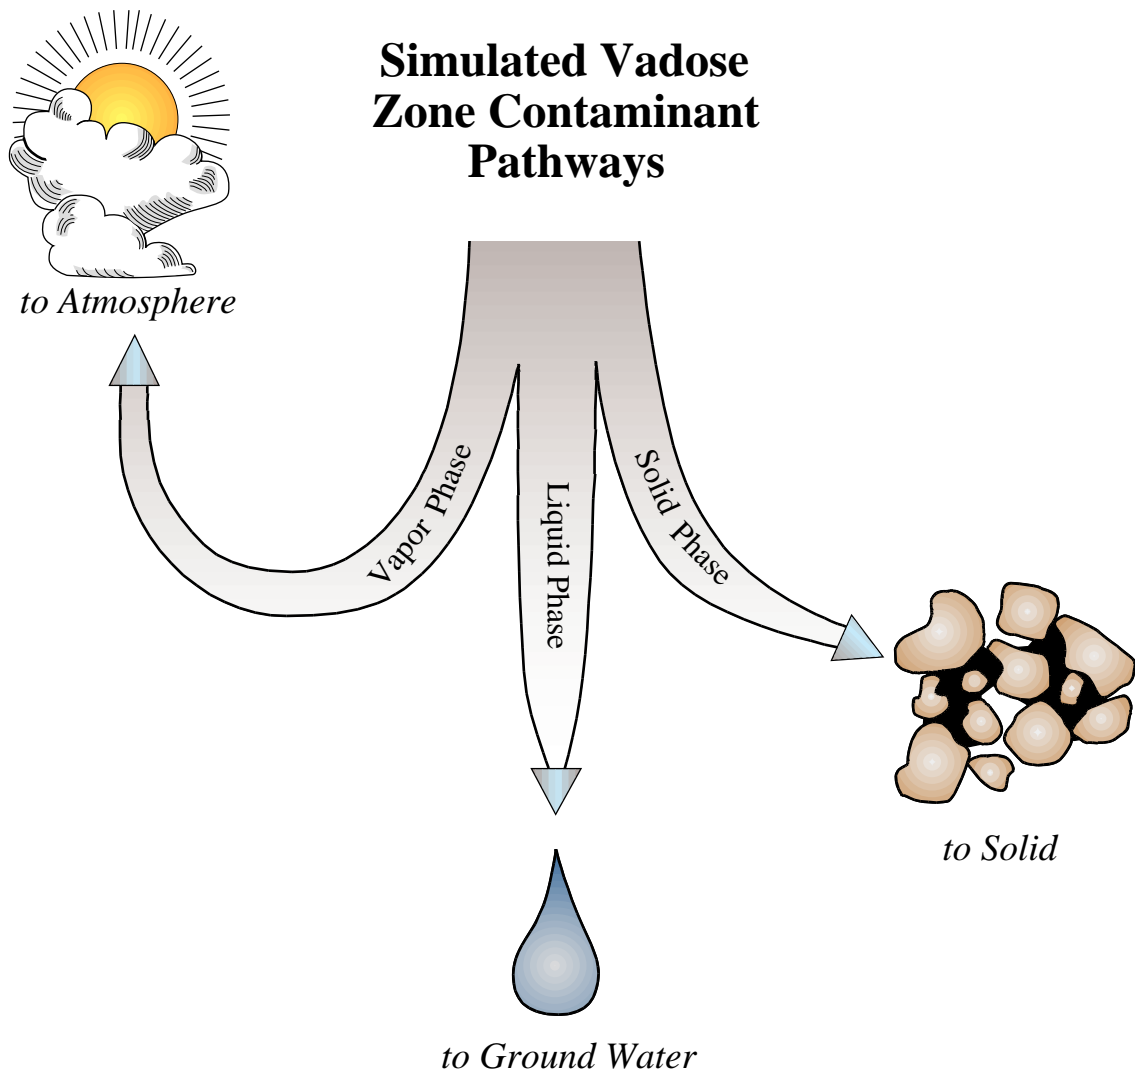 Simulated Vadose
Zone Contaminant
Pathways
to Atmosphere
Vapor Phase
Liquid Phase
Solid Phase
to Solid
to Ground Water